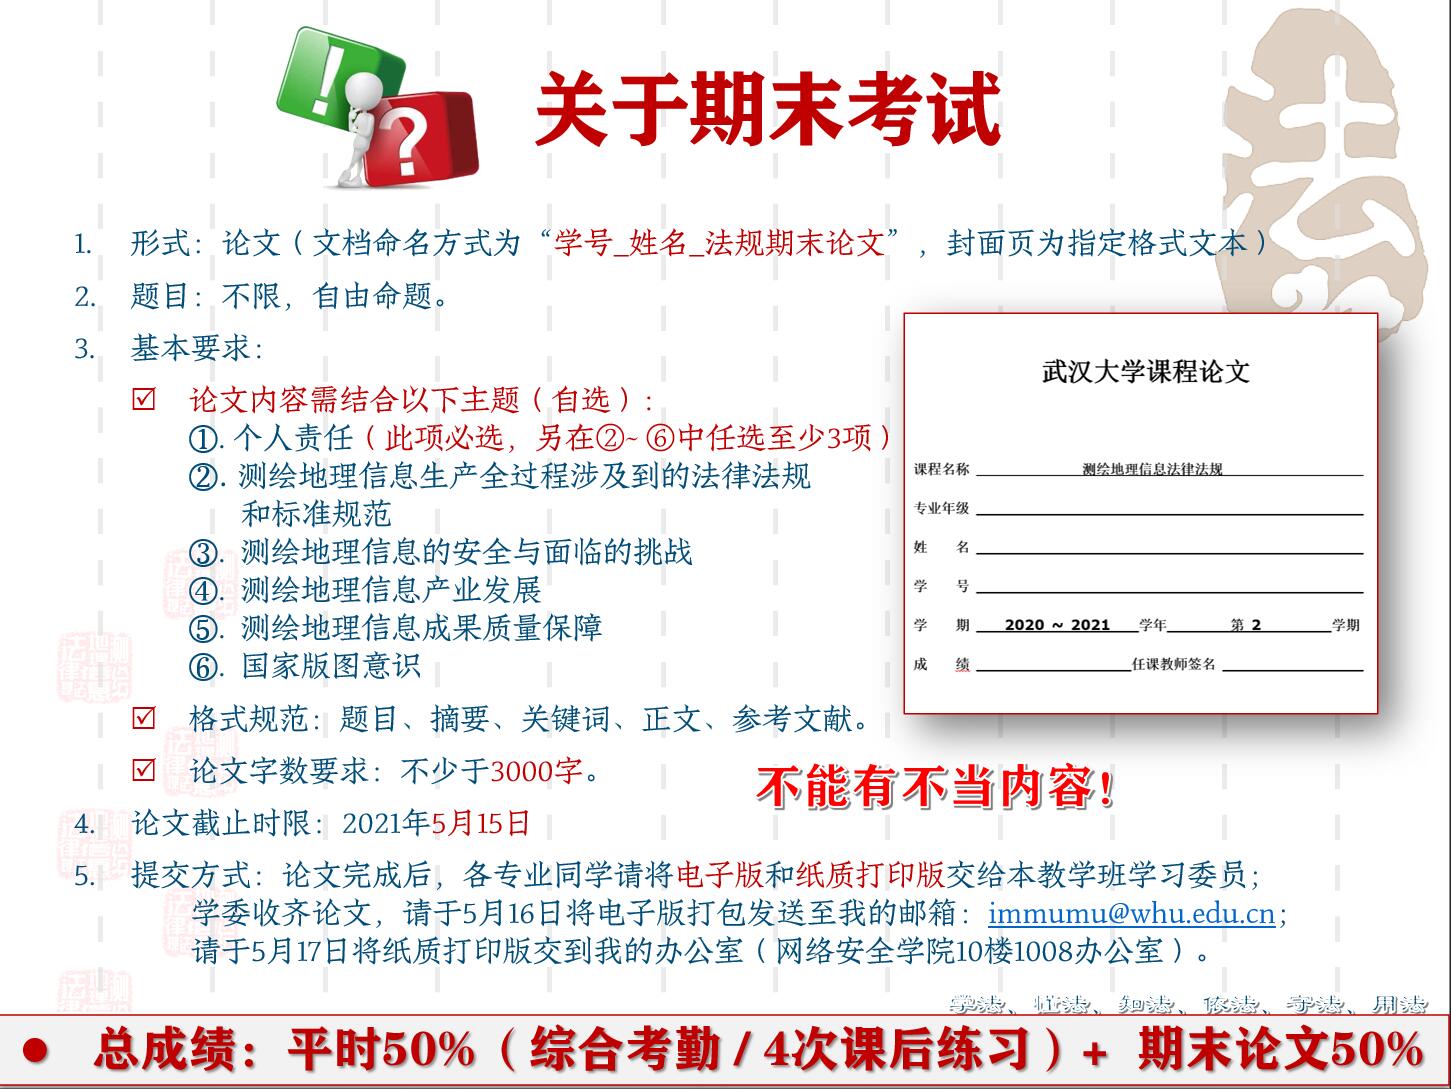 关于期末考试
1. 形式：论文（文档命名方式为“学号_姓名_法规期末论文”，封面页为指定格式文本）
2. 题目：不限，自由命题。
3. 基本要求：
论文内容需结合以下主题（自选）：
①. 个人责任（此项必选，另在②~⑥中任选至少3项）
②. 测绘地理信息生产全过程涉及到的法律法规
和标准规范
③. 测绘地理信息的安全与面临的挑战
④. 测绘地理信息产业发展
⑤. 测绘地理信息成果质量保障
⑥. 国家版图意识
格式规范：题目、摘要、关键词、正文、参考文献。
论文字数要求：不少于3000字。
武汉大学课程论文
课程名称 测绘地理信息法律法规
专业年级
姓 名
学 号
学 期 2020 ~ 2021 学年 第 2 学期
成 绩 任课教师签名
不能有不当内容！
4. 论文截止时限：2021年5月15日
5. 提交方式：论文完成后，各专业同学请将电子版和纸质打印版交给本教学班学习委员；
学委收齐论文，请于5月16日将电子版打包发送至我的邮箱：immumu@whu.edu.cn；
请于5月17日将纸质打印版交到我的办公室（网络安全学院10楼1008办公室）。
学法、懂法、知法、依法、守法、用法
● 总成绩：平时50%（综合考勤 / 4次课后练习）+ 期末论文50%